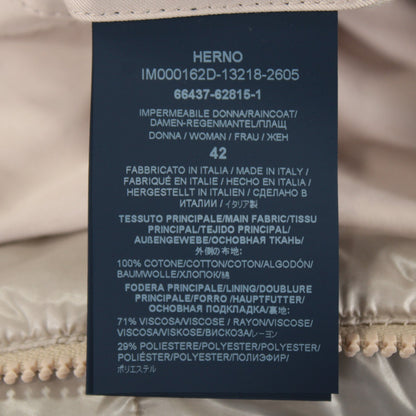 HERNO
IM000162D-13218-2605
66437-62815-1
IMPERMEABILE DONNA/RAINCOAT/
DAMEN-REGENMANTEL/ПЛАЩ
DONNA / WOMAN / FRAU / ЖЕН
42
FABBRICATO IN ITALIA / MADE IN ITALY /
FABRIQUÉ EN ITALIE / HECHO EN ITALIA /
HERGESTELLT IN ITALIEN / СДЕЛАНО В
ИТАЛИИ / イタリア製
TESSUTO PRINCIPALE/MAIN FABRIC/TISSU
PRINCIPAL/TEJIDO PRINCIPAL/
AUßENGEWEBE/ОСНОВНАЯ ТКАНЬ/
外側の布地:
100% COTONE/COTTON/COTON/ALGODÓN/
BAUMWOLLE/ХЛОПОК/綿
FODERA PRINCIPALE/LINING/DOUBLURE
PRINCIPALE/FORRO /HAUPTFUTTER/
ОСНОВНАЯ ПОДКЛАДКА/裏地:
71% VISCOSA/VISCOSE / RAYON/VISCOSE/
VISCOSA/VISKOSE/ВИСКОЗА/レーヨン
29% POLIESTERE/POLYESTER/POLYESTER/
POLIÉSTER/POLYESTER/ПОЛИЭФИР/
ポリエステル